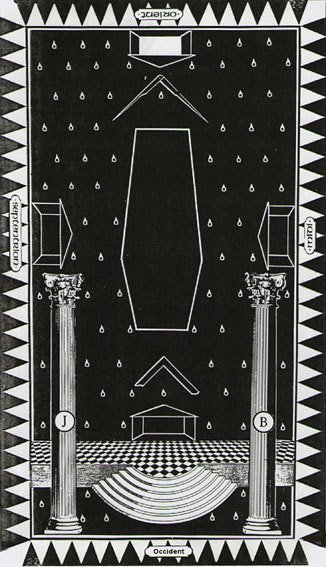 orient
septentrion
midi
J
B
Occident